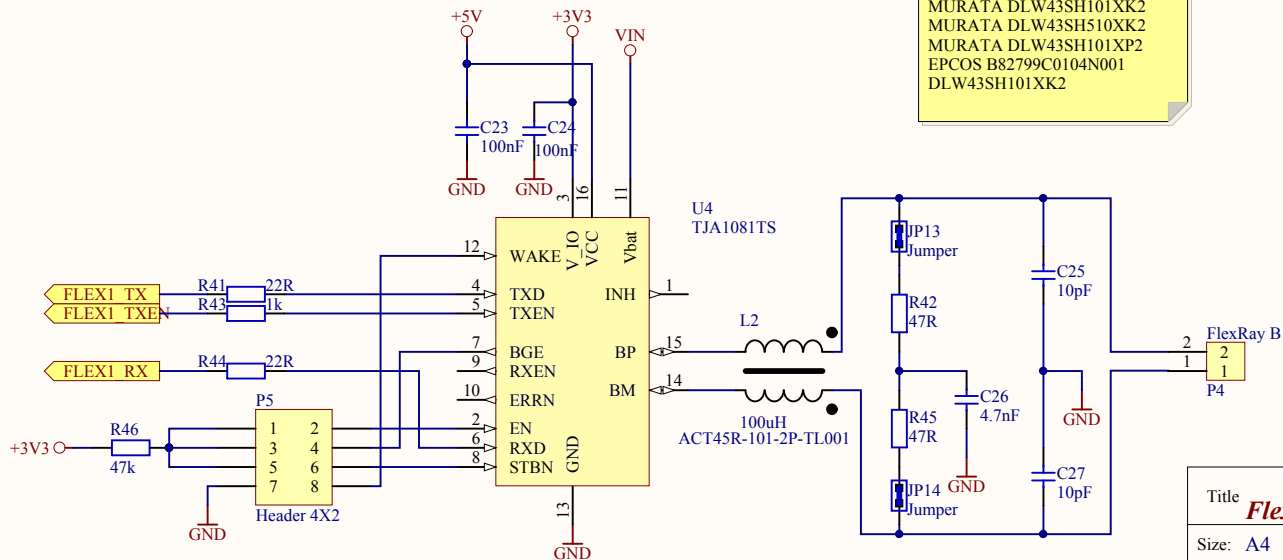 MURATA DLW43SH101XK2
MURATA DLW43SH510XK2
MURATA DLW43SH101XP2
EPCOS B82799C0104N001
DLW43SH101XK2
+5V
+3V3
VIN
C23
100nF
C24
100nF
GND
GND
3
16
11
U4
TJA1081TS
V_IO
VCC
Vbat
12
WAKE
FLEX1_TX
R41
22R
4
TXD
INH
1
FLEX1_TXEN
R43
1k
5
TXEN
7
BGE
BP
15
FLEX1_RX
R44
22R
9
RXEN
10
ERRN
BM
14
2
EN
6
RXD
8
STBN
GND
13
GND
P5
+3V3
R46
47k
1
2
3
4
5
6
7
8
GND
Header 4X2
L2
100uH
ACT45R-101-2P-TL001
JP13
Jumper
R42
47R
C26
4.7nF
GND
R45
47R
JP14
Jumper
C25
10pF
GND
C27
10pF
FlexRay B
2
2
1
1
P4
Title
Size: A4